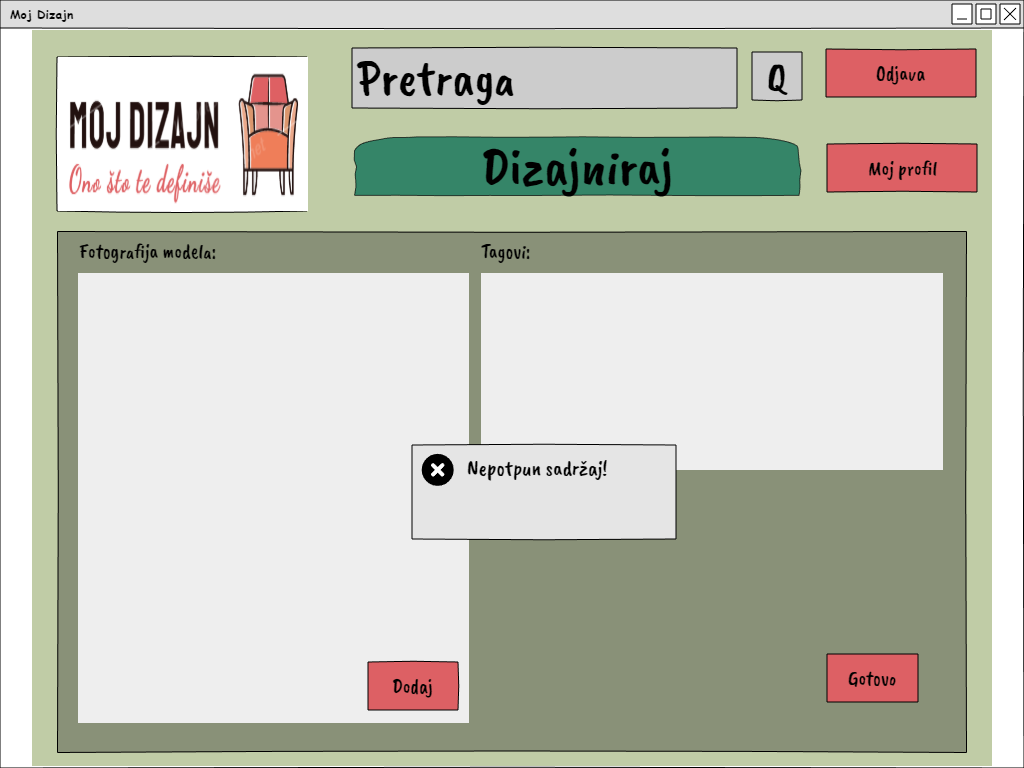 Moj Dizajn
MOJ DIZAJN
Ono što te definiše
Pretraga
Q
Odjava
Dizajniraj
Moj profil
Fotografija modela:
Tagovi:
Nepotpun sadržaj!
Dodaj
Gotovo